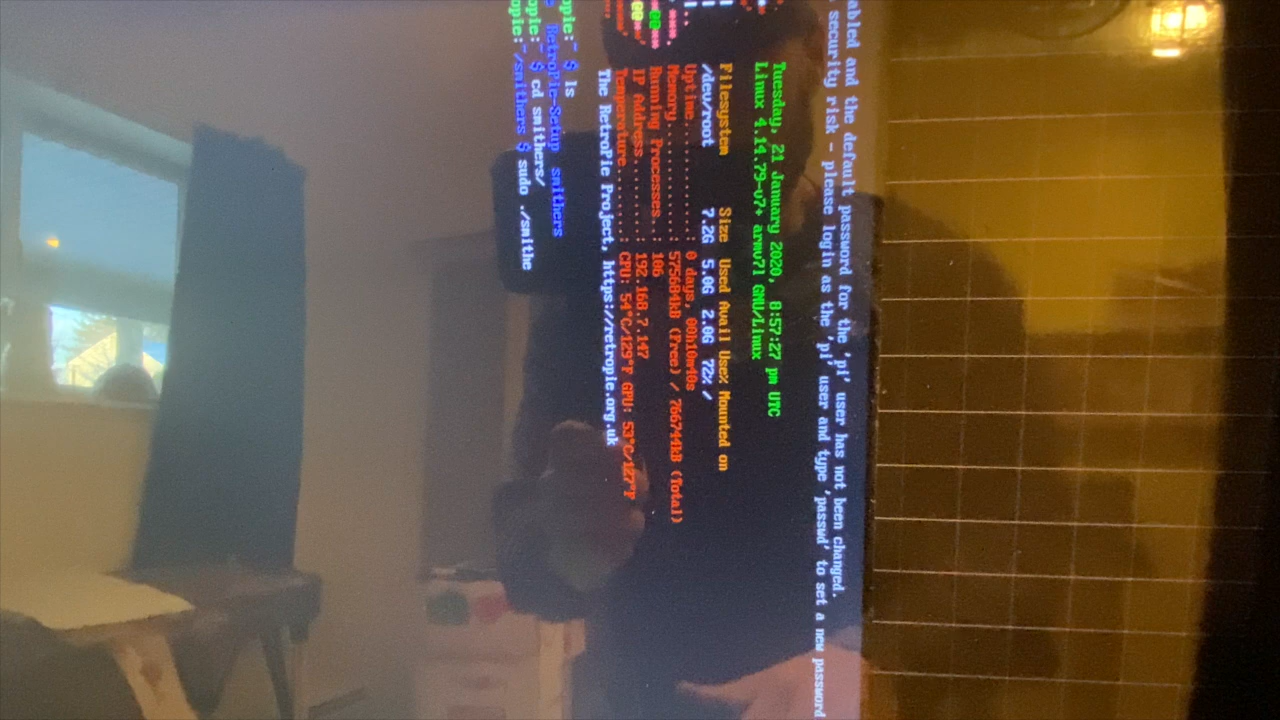 abled and the default password for the 'pi' user has not been changed.
security risk - please login as the 'pi' user and type 'passwd' to set a new password
Tuesday, 21 January 2020, 8:57:27 pm UTC
Linux 4.14.79-v7+ armv7l GNU/Linux
Filesystem Size Used Avail Use% Mounted on
/dev/root 7.2G 5.0G 2.0G 72% /
Uptime.............: 0 days, 00h10m40s
Memory.............: 575684kB (Free) / 766744kB (Total)
Running Processes..: 106
IP Address.........: 192.168.7.147
Temperature........: CPU: 54°C/129°F GPU: 53°C/127°F
The RetroPie Project, https://retropie.org.uk
opie:~ $ ls
RetroPie-Setup smithers
opie:~ $ cd smithers/
opie:~/smithers $ sudo ./smithe